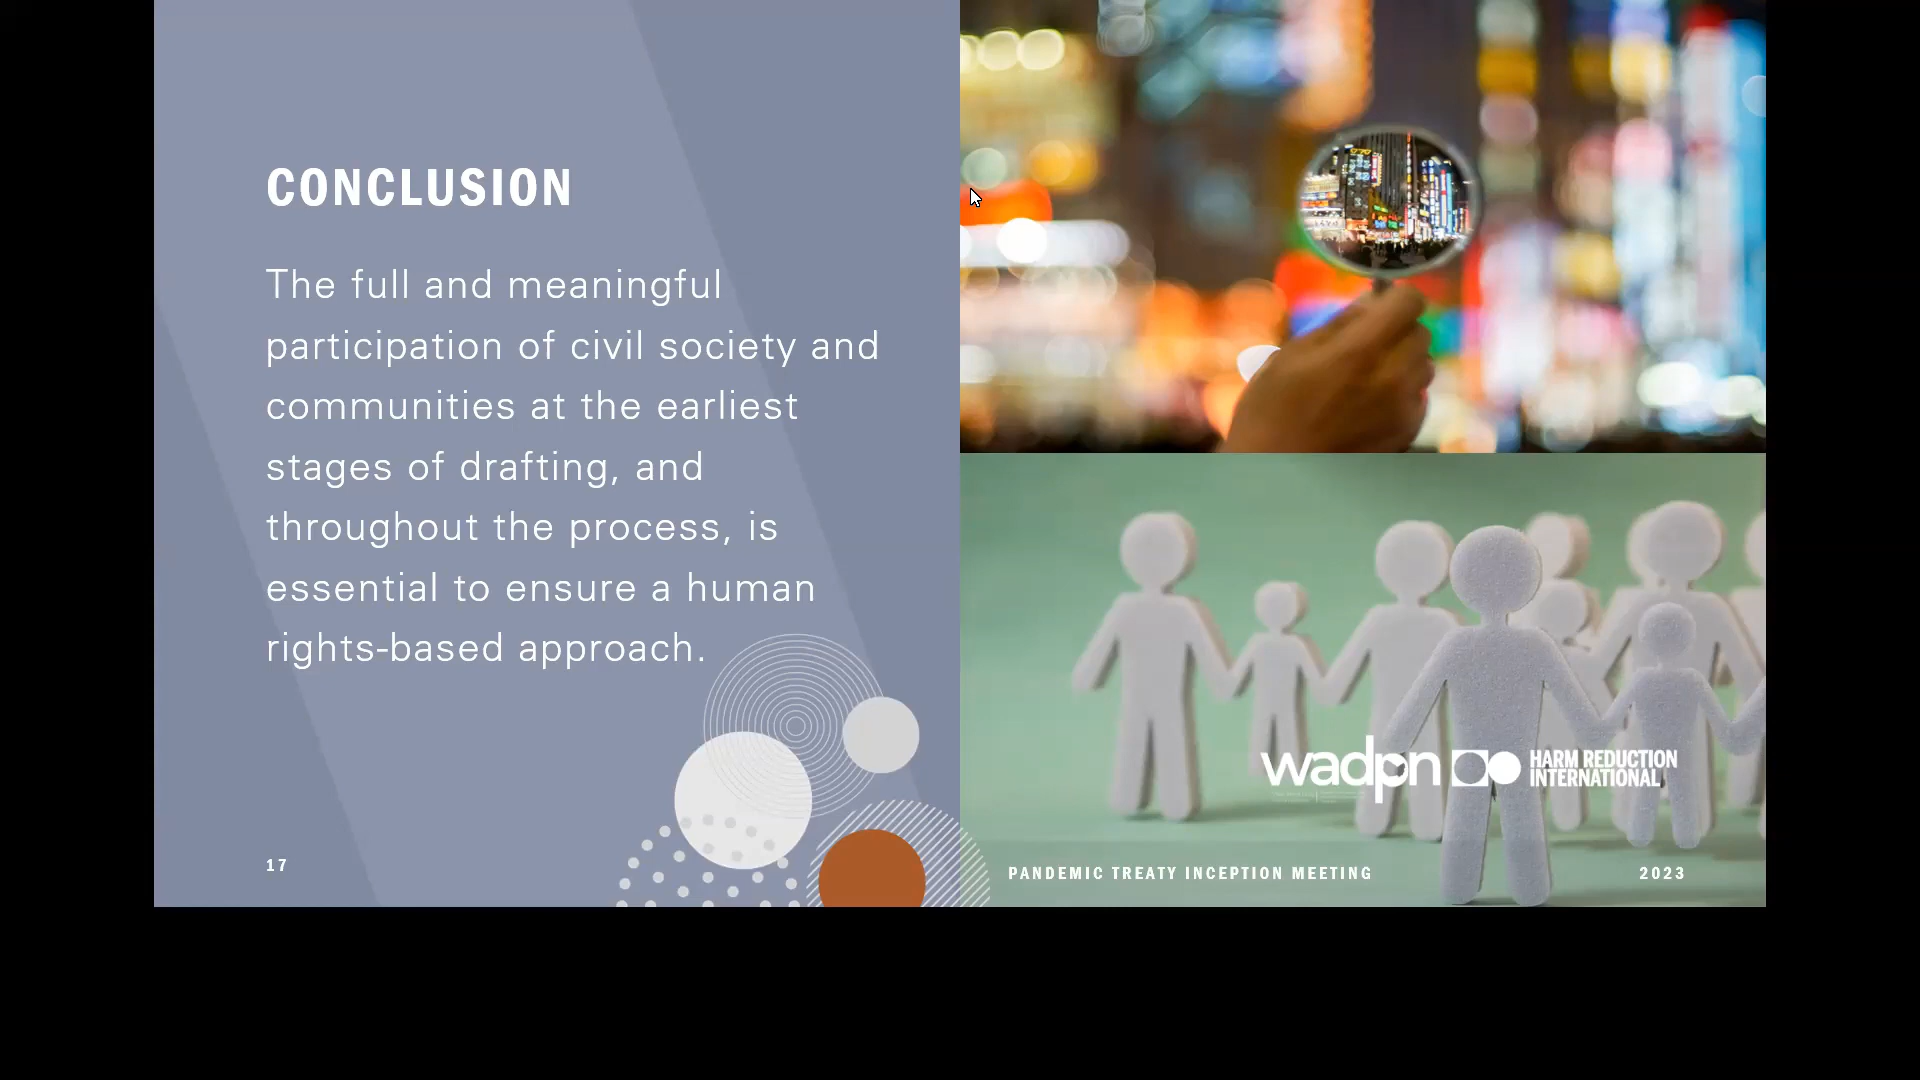 CONCLUSION
The full and meaningful
participation of civil society and
communities at the earliest
stages of drafting, and
throughout the process, is
essential to ensure a human
rights-based approach.
17
wadpn
HARM REDUCTION
INTERNATIONAL
PANDEMIC TREATY INCEPTION MEETING
2023